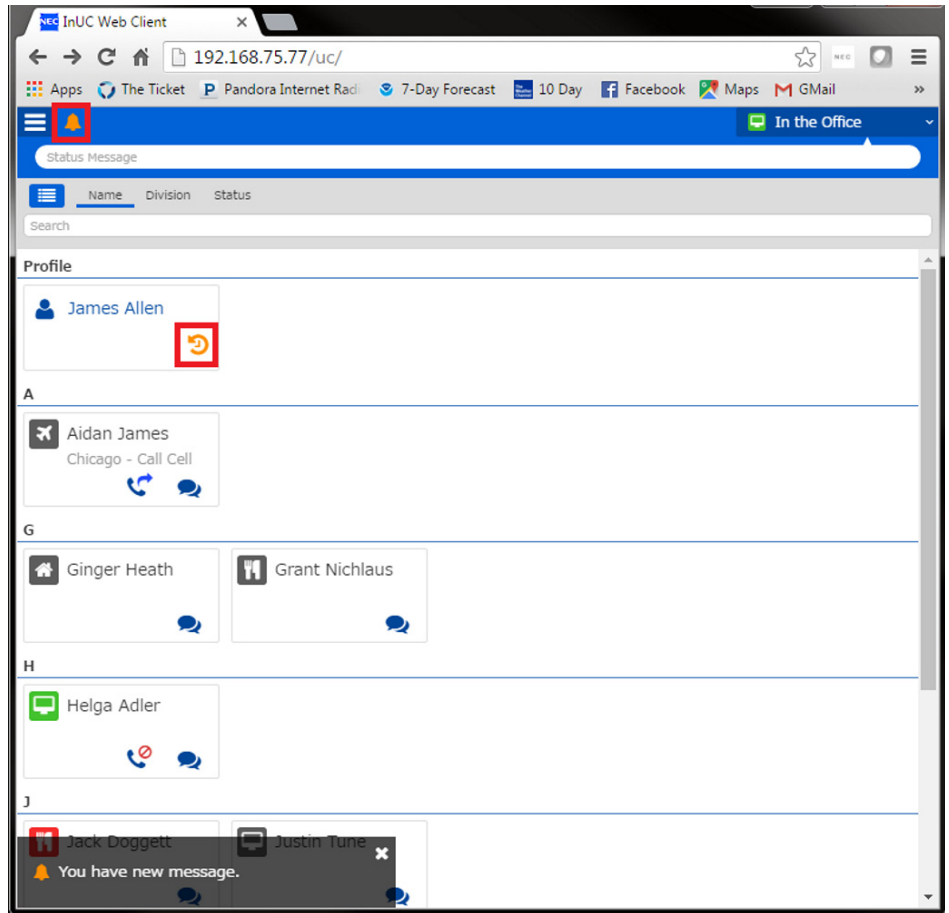 NEC InUC Web Client
192.168.75.77/uc/
NEC
Apps The Ticket P Pandora Internet Radi 7-Day Forecast 10 Day Facebook Maps GMail »
In the Office
Status Message
Name Division Status
Search
Profile
James Allen
A
Aidan James
Chicago - Call Cell
G
Ginger Heath Grant Nichlaus
H
Helga Adler
J
Jack Doggett Justin Tune
You have new message.